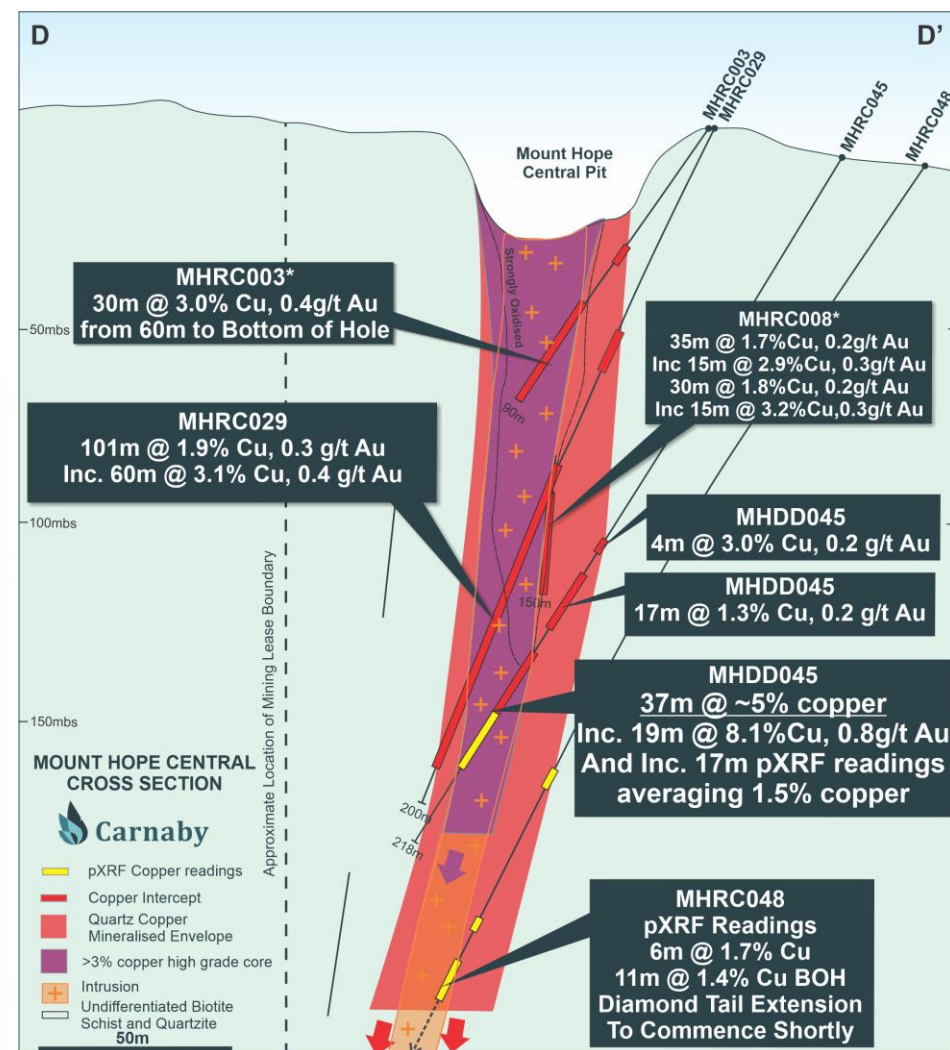 D
D'
MHRC003
MHRC029
MHRC045
MHRC048
Mount Hope
Central Pit
Strongly Oxidised
MHRC003*
30m @ 3.0% Cu, 0.4g/t Au
from 60m to Bottom of Hole
50mbs
MHRC008*
35m @ 1.7%Cu, 0.2g/t Au
Inc 15m @ 2.9%Cu, 0.3g/t Au
30m @ 1.8%Cu, 0.2g/t Au
Inc 15m @ 3.2%Cu,0.3g/t Au
90m
MHRC029
101m @ 1.9% Cu, 0.3 g/t Au
Inc. 60m @ 3.1% Cu, 0.4 g/t Au
100mbs
MHDD045
4m @ 3.0% Cu, 0.2 g/t Au
150m
MHDD045
17m @ 1.3% Cu, 0.2 g/t Au
Approximate Location of Mining Lease Boundary
MHDD045
37m @ ~5% copper
Inc. 19m @ 8.1%Cu, 0.8g/t Au
And Inc. 17m pXRF readings
averaging 1.5% copper
150mbs
200m
218m
MOUNT HOPE CENTRAL
CROSS SECTION
Carnaby
pXRF Copper readings
Copper Intercept
Quartz Copper
Mineralised Envelope
>3% copper high grade core
Intrusion
Undifferentiated Biotite
Schist and Quartzite
50m
MHRC048
pXRF Readings
6m @ 1.7% Cu
11m @ 1.4% Cu BOH
Diamond Tail Extension
To Commence Shortly